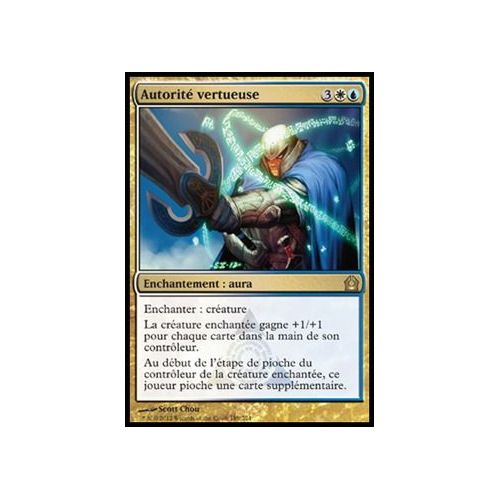 Autorité vertueuse 3
Enchantement : aura
Enchanter : créature
La créature enchantée gagne +1/+1
pour chaque carte dans la main de son
contrôleur.
Au début de l'étape de pioche du
contrôleur de la créature enchantée, ce
joueur pioche une carte supplémentaire.
Scott Chou